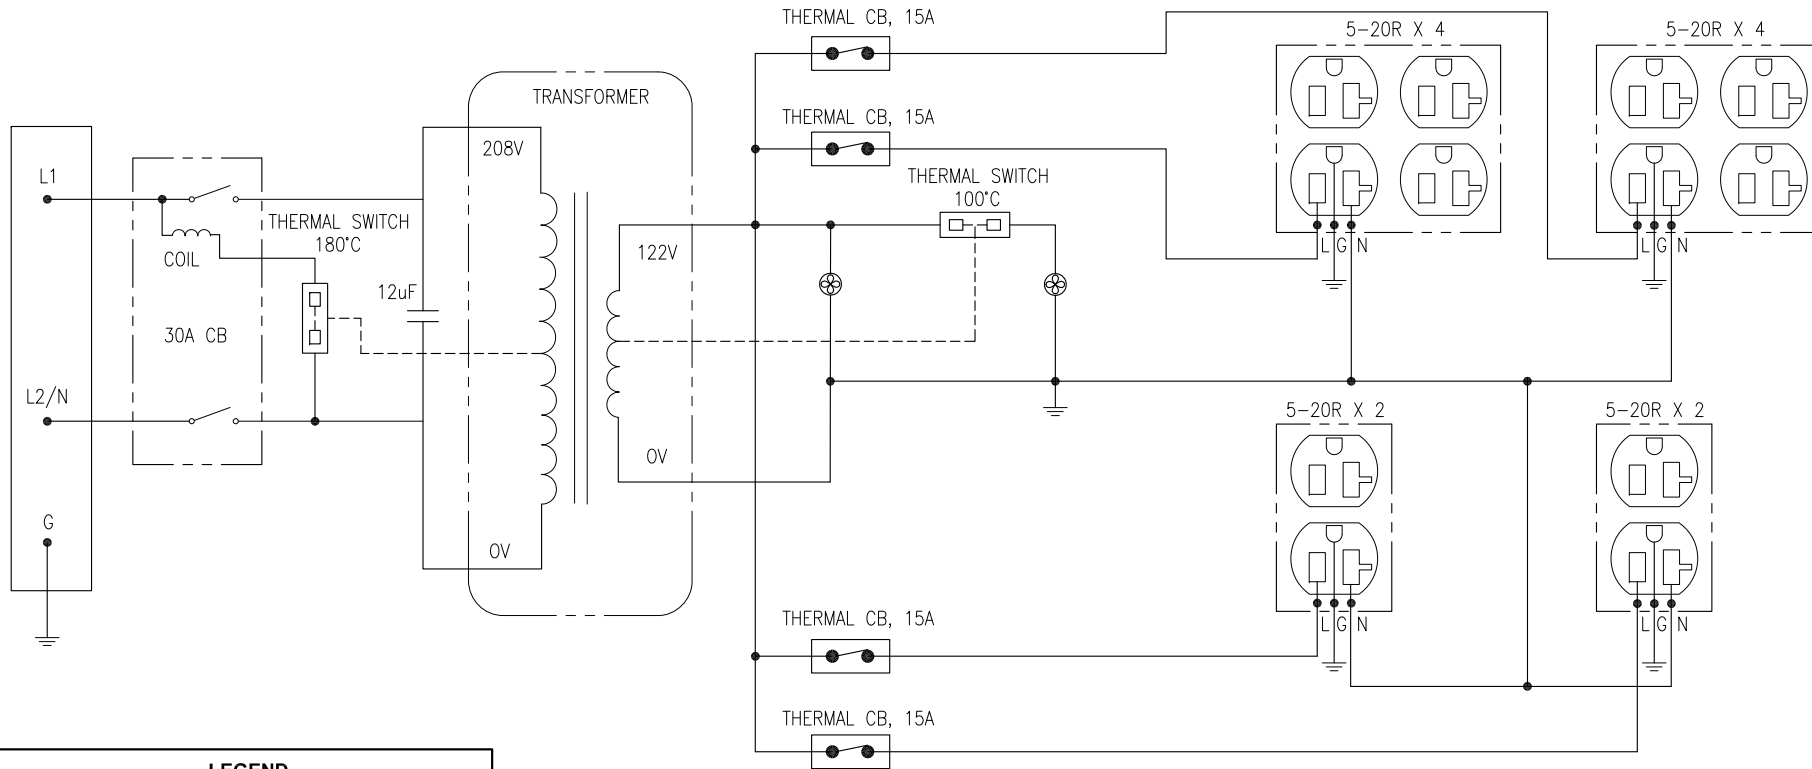 THERMAL CB, 15A
5-20R X 4
5-20R X 4
TRANSFORMER
THERMAL CB, 15A
208V
L1
THERMAL SWITCH
100°C
THERMAL SWITCH
180°C
COIL
122V
L G N
L G N
12uF
30A CB
L2/N
5-20R X 2
5-20R X 2
0V
G
0V
THERMAL CB, 15A
L G N
L G N
THERMAL CB, 15A
LEGEND